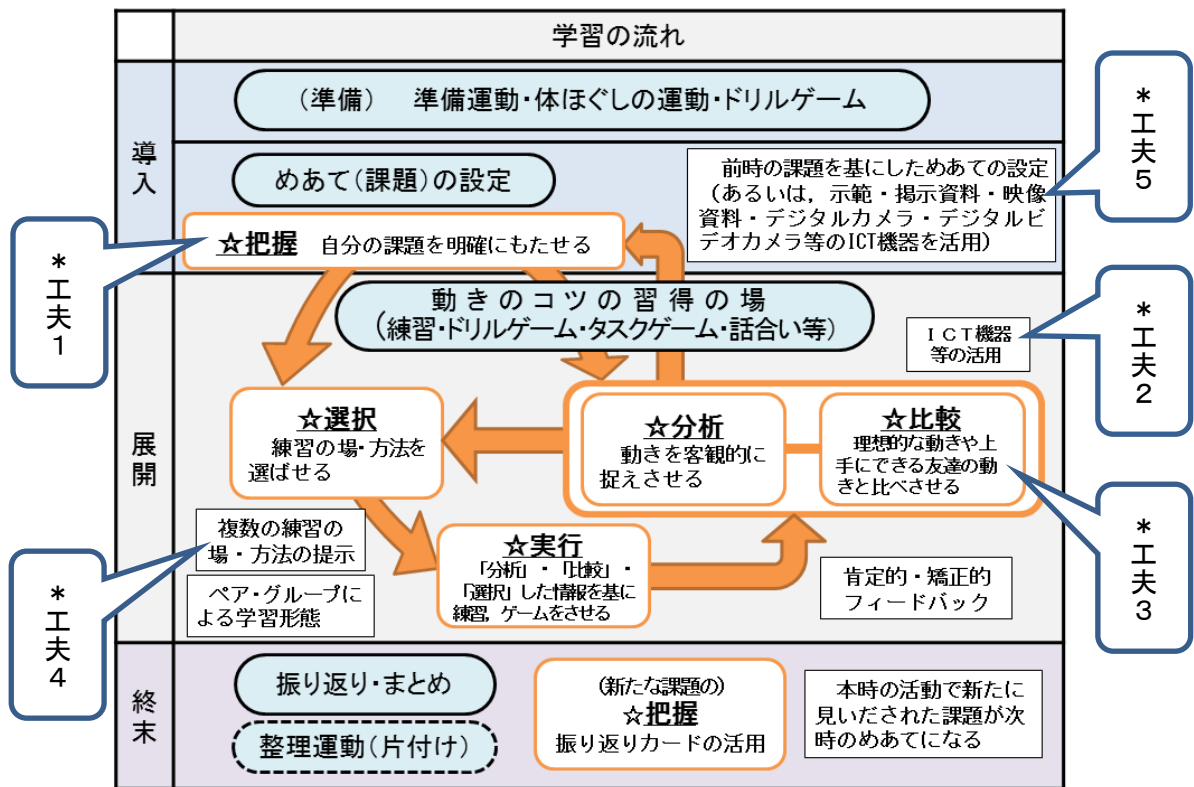 学習の流れ
導入
(準備) 準備運動・体ほぐしの運動・ドリルゲーム
めあて(課題)の設定
前時の課題を基にしためあての設定
(あるいは，示範・掲示資料・映像
資料・デジタルカメラ・デジタルビ
デオカメラ等のICT機器を活用)
＊工夫５
☆把握 自分の課題を明確にもたせる
＊工夫１
展開
動きのコツの習得の場
(練習・ドリルゲーム・タスクゲーム・話合い等)
ＩＣＴ機器
等の活用
＊工夫２
☆選択
練習の場・方法を
選ばせる
☆分析
動きを客観的に
捉えさせる
☆比較
理想的な動きや上
手にできる友達の動
きと比べさせる
＊工夫３
複数の練習の
場・方法の提示
＊工夫４
ペア・グループに
よる学習形態
☆実行
「分析」・「比較」・
「選択」した情報を基に
練習，ゲームをさせる
肯定的・矯正的
フィードバック
終末
振り返り・まとめ
整理運動(片付け)
(新たな課題の)
☆把握
振り返りカードの活用
本時の活動で新たに
見いだされた課題が次
時のめあてになる